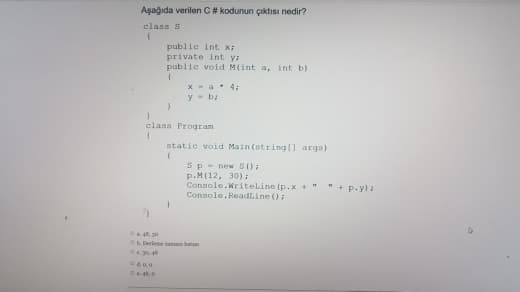 Aşağıda verilen C # kodunun çıktısı nedir?
class S
{
public int x;
private int y;
public void M(int a, int b)
{
x = a * 4;
y = b;
}
}
class Program
{
static void Main(string[] args)
{
S p = new S();
p.M(12, 30);
Console.WriteLine(p.x + " " + p.y);
Console.ReadLine();
}
}
a. 48, 30
b. Derleme zamanı hatası
c. 30, 48
d. 0, 0
e. 48, 0